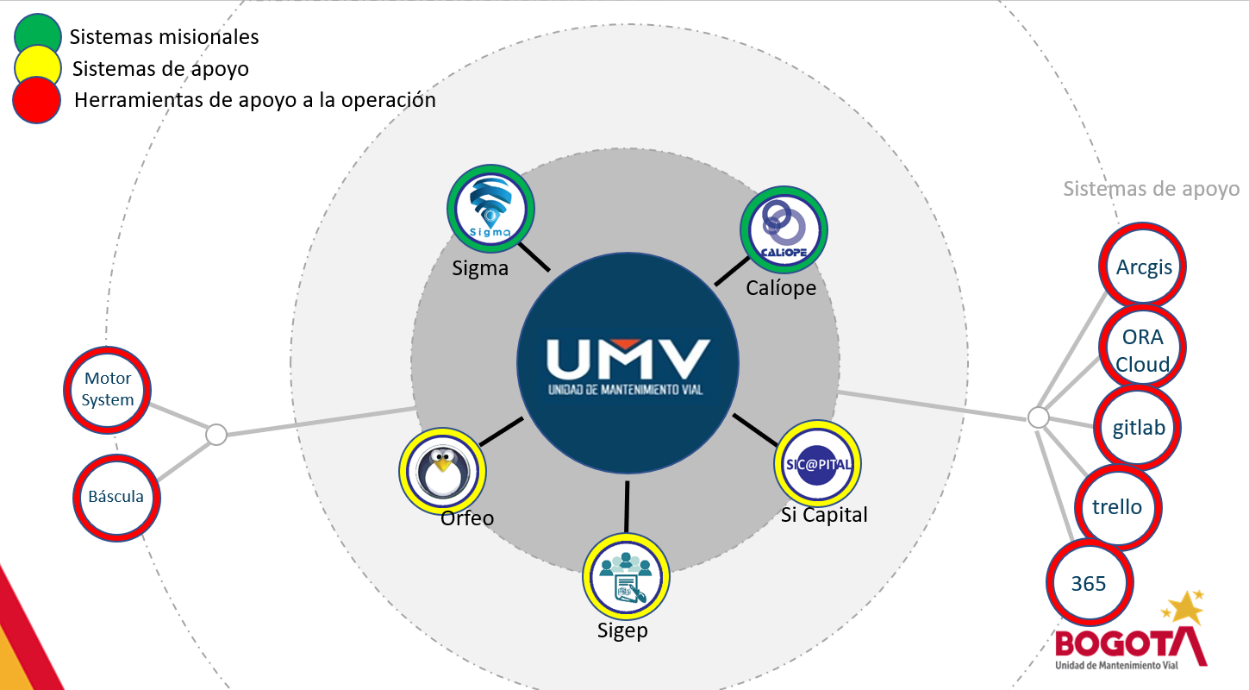 Sistemas misionales
Sistemas de apoyo
Herramientas de apoyo a la operación
Sigma
Sigma
CALIOPE
Calíope
Sistemas de apoyo
Arcgis
ORA
Cloud
gitlab
trello
365
UMV
UNIDAD DE MANTENIMIENTO VIAL
Motor
System
Báscula
Orfeo
SIC@PITAL
Si Capital
Sigep
BOGOTÁ
Unidad de Mantenimiento Vial